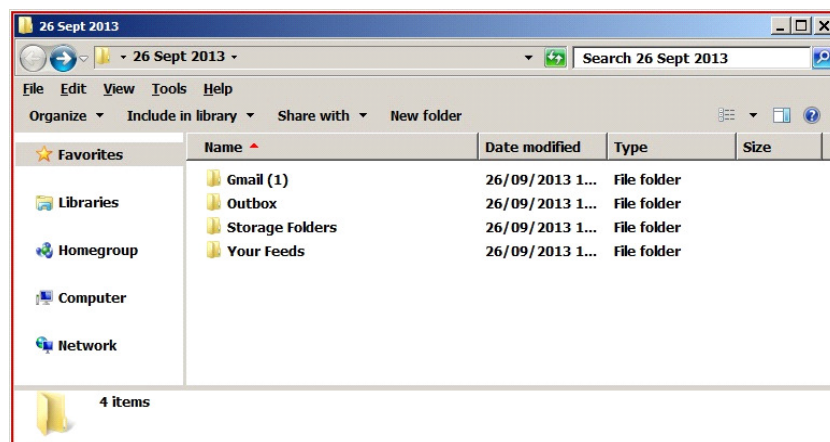 26 Sept 2013
26 Sept 2013
Search 26 Sept 2013
File Edit View Tools Help
Organize Include in library Share with New folder
Favorites
Libraries
Homegroup
Computer
Network
Name Date modified Type Size
Gmail (1) 26/09/2013 1... File folder
Outbox 26/09/2013 1... File folder
Storage Folders 26/09/2013 1... File folder
Your Feeds 26/09/2013 1... File folder
4 items